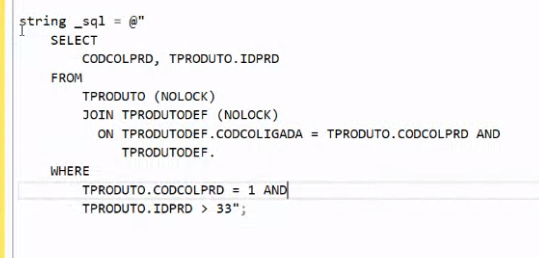 string _sql = @"
SELECT
CODCOLPRD, TPRODUTO.IDPRD
FROM
TPRODUTO (NOLOCK)
JOIN TPRODUTODEF (NOLOCK)
ON TPRODUTODEF.CODCOLIGADA = TPRODUTO.CODCOLPRD AND
TPRODUTODEF.
WHERE
TPRODUTO.CODCOLPRD = 1 AND
TPRODUTO.IDPRD > 33";